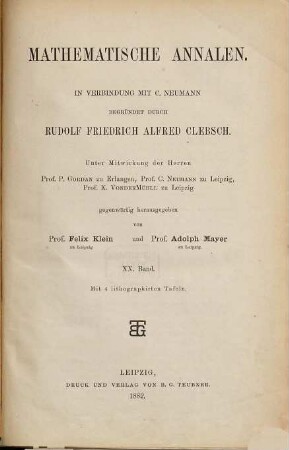 MATHEMATISCHE ANNALEN.
IN VERBINDUNG MIT C. NEUMANN
BEGRÜNDET DURCH
RUDOLF FRIEDRICH ALFRED CLEBSCH.
Unter Mitwirkung der Herren
Prof. P. GORDAN zu Erlangen, Prof. C. NEUMANN zu Leipzig,
Prof. K. VONDERMÜHLL zu Leipzig
gegenwärtig herausgegeben
von
Prof. Felix Klein und Prof. Adolph Mayer
zu Leipzig zu Leipzig.
XX. Band.
Mit 4 lithographirten Tafeln.
LEIPZIG,
DRUCK UND VERLAG VON B. G. TEUBNER.
1882.